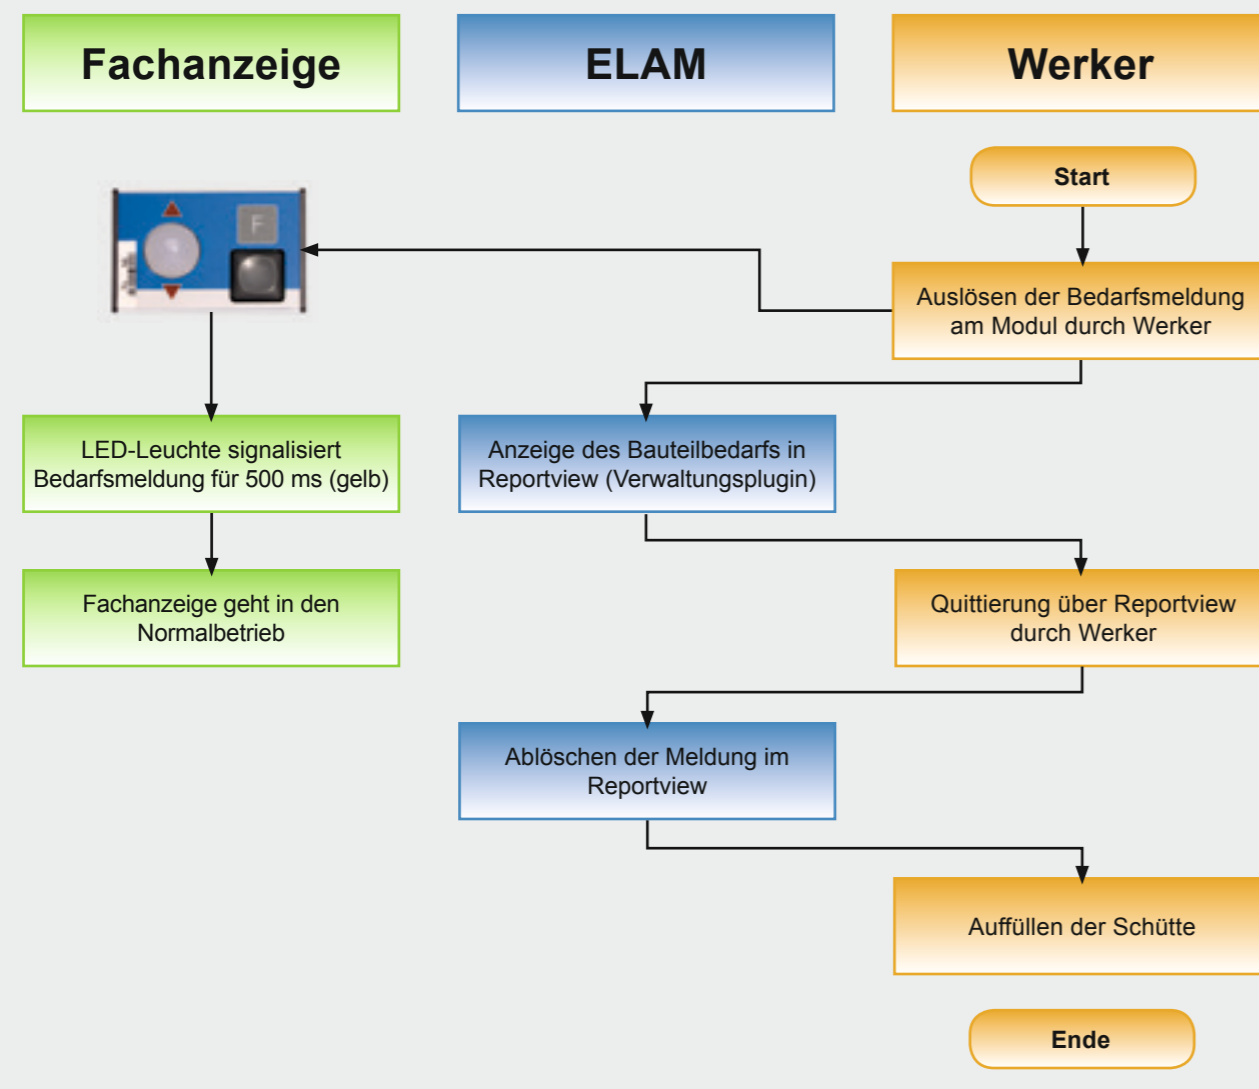 Fachanzeige
ELAM
Werker
Start
F
Auslösen der Bedarfsmeldung
am Modul durch Werker
LED-Leuchte signalisiert
Bedarfsmeldung für 500 ms (gelb)
Anzeige des Bauteilbedarfs in
Reportview (Verwaltungsplugin)
Fachanzeige geht in den
Normalbetrieb
Quittierung über Reportview
durch Werker
Ablöschen der Meldung im
Reportview
Auffüllen der Schütte
Ende